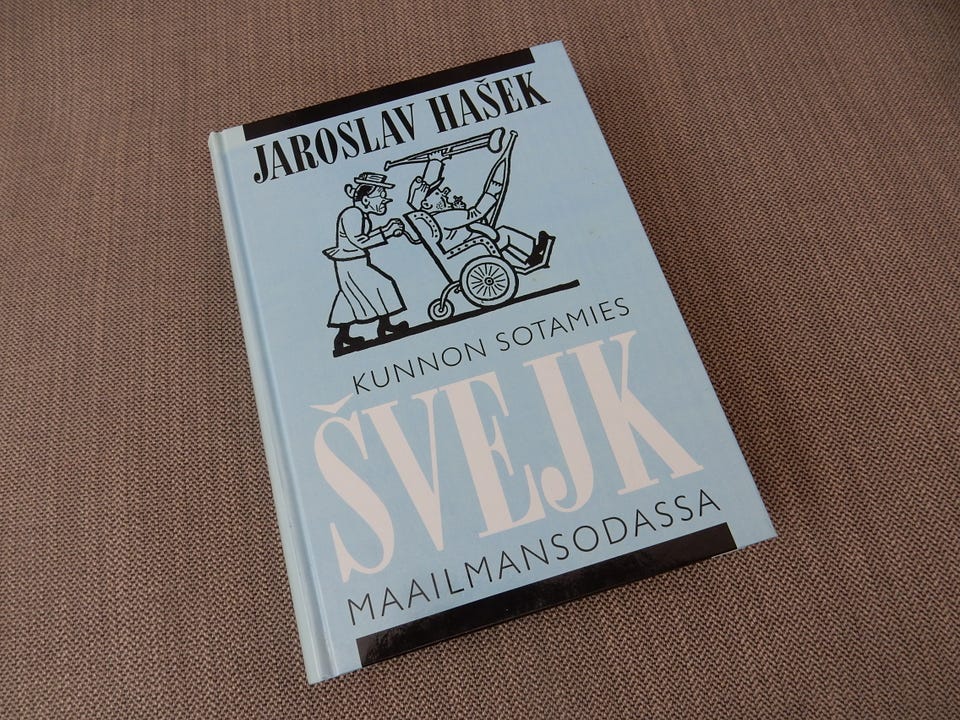 JAROSLAV HAŠEK
KUNNON SOTAMIES
ŠVEJK
MAAILMANSODASSA